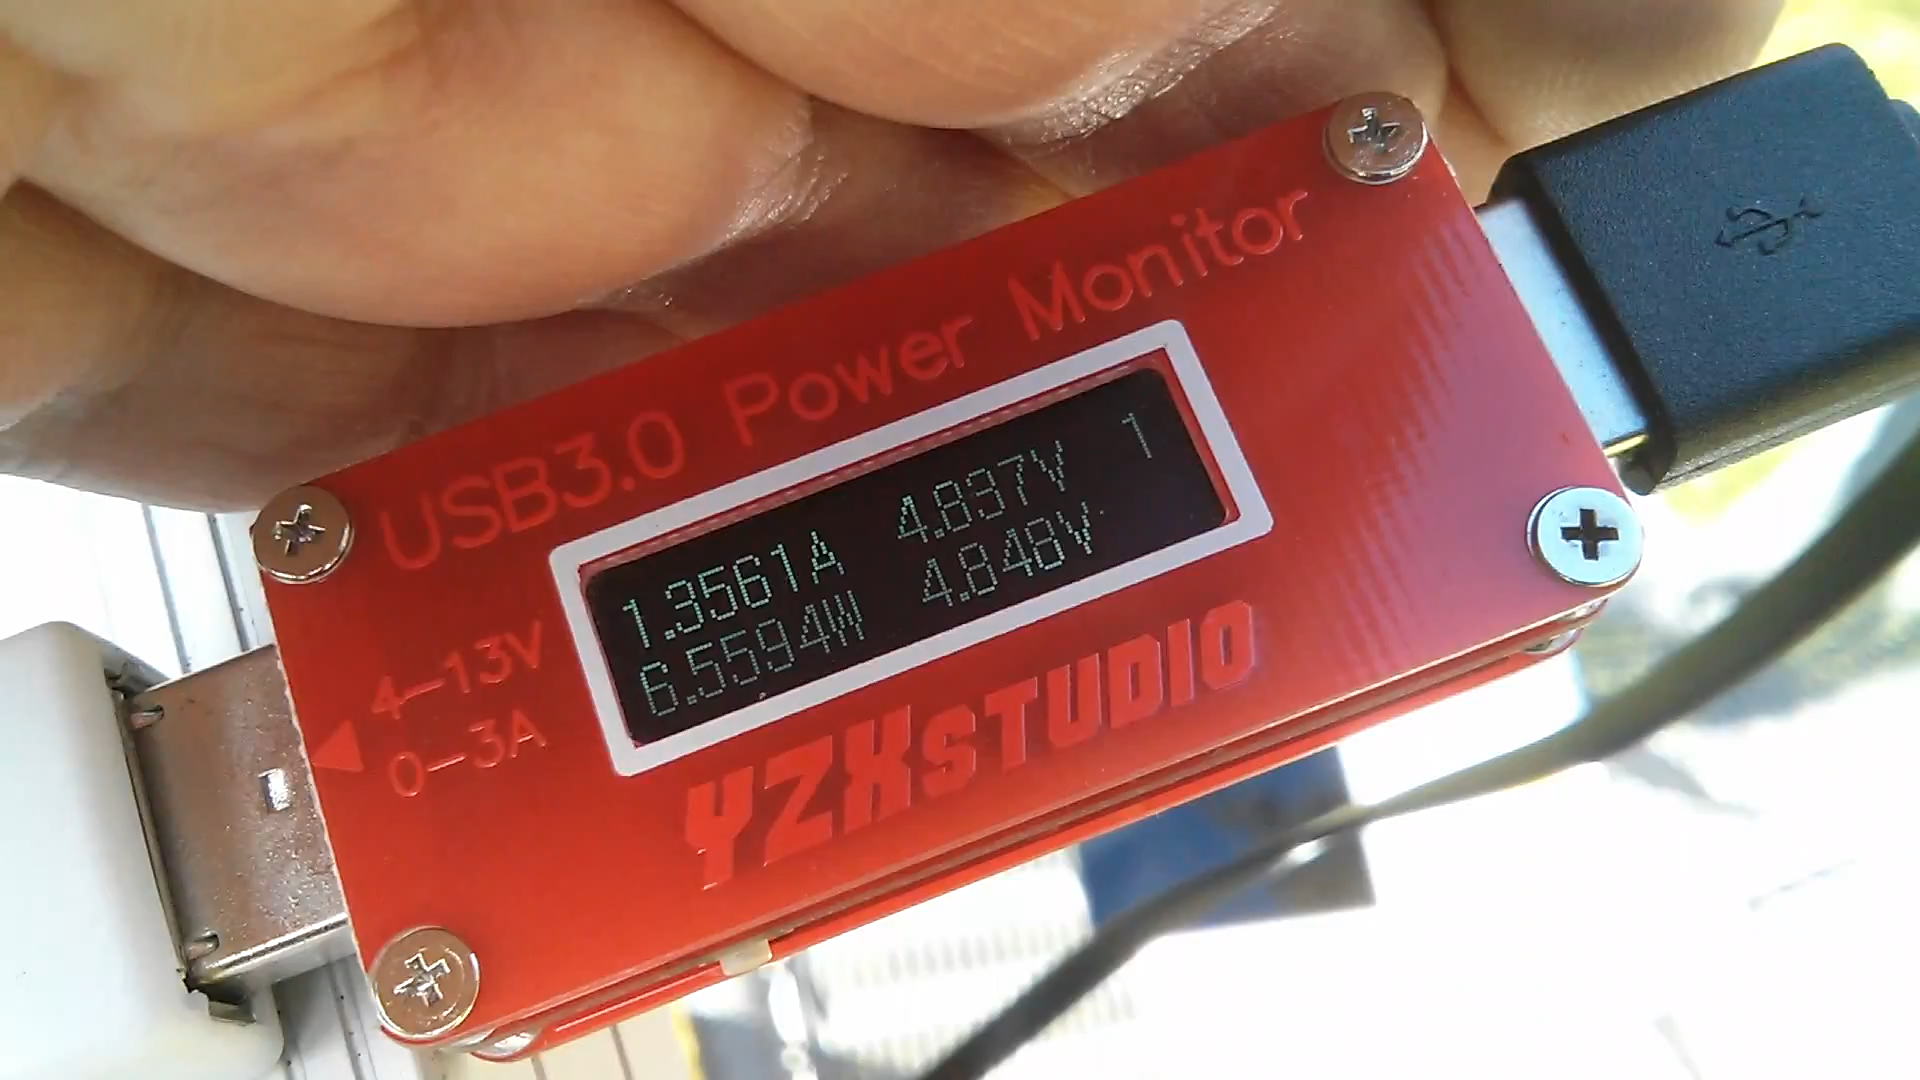 USB3.0 Power Monitor
1.3561A 4.837V 1
6.5594W 4.848V
4-13V
0-3A
YZXSTUDIO